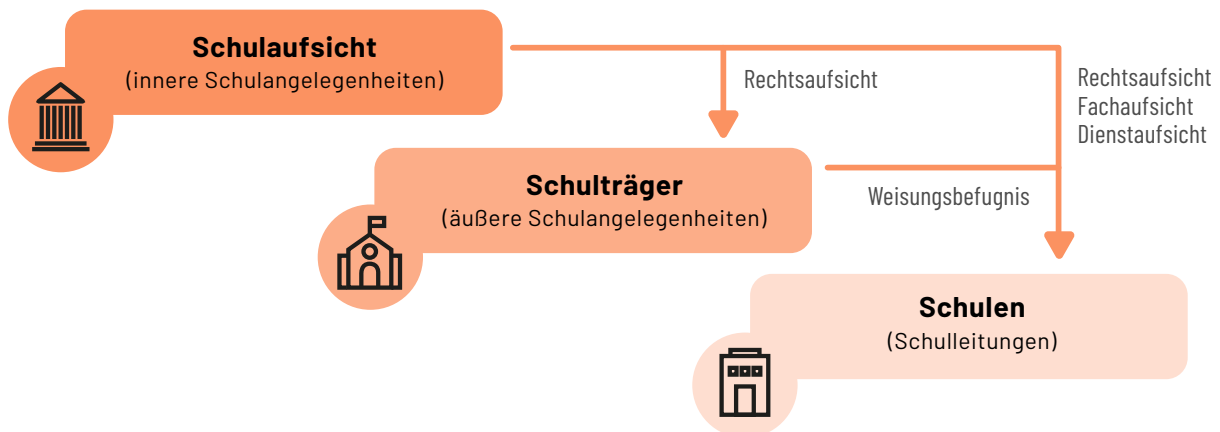 Schulaufsicht
(innere Schulangelegenheiten)
Rechtsaufsicht
Rechtsaufsicht
Fachaufsicht
Dienstaufsicht
Schulträger
(äußere Schulangelegenheiten)
Weisungsbefugnis
Schulen
(Schulleitungen)